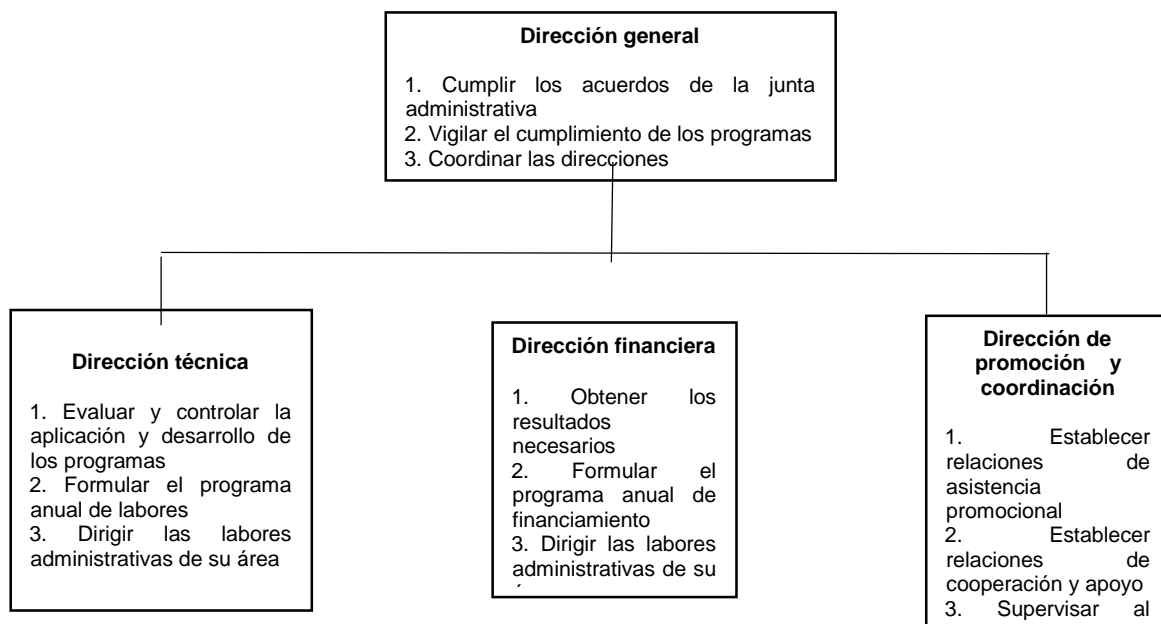 Dirección general
1. Cumplir los acuerdos de la junta
administrativa
2. Vigilar el cumplimiento de los programas
3. Coordinar las direcciones
Dirección técnica
1. Evaluar y controlar la
aplicación y desarrollo de
los programas
2. Formular el programa
anual de labores
3. Dirigir las labores
administrativas de su área
Dirección financiera
1. Obtener los
resultados
necesarios
2. Formular el
programa anual de
financiamiento
3. Dirigir las labores
administrativas de su
Dirección de
promoción y
coordinación
1. Establecer
relaciones de
asistencia
promocional
2. Establecer
relaciones de
cooperación y apoyo
3. Supervisar al